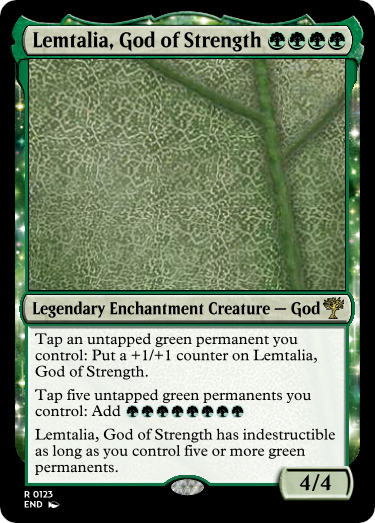 Lemtalia, God of Strength
Legendary Enchantment Creature — God
Tap an untapped green permanent you
control: Put a +1/+1 counter on Lemtalia,
God of Strength.
Tap five untapped green permanents you
control: Add
Lemtalia, God of Strength has indestructible
as long as you control five or more green
permanents.
4/4
R 0123
END